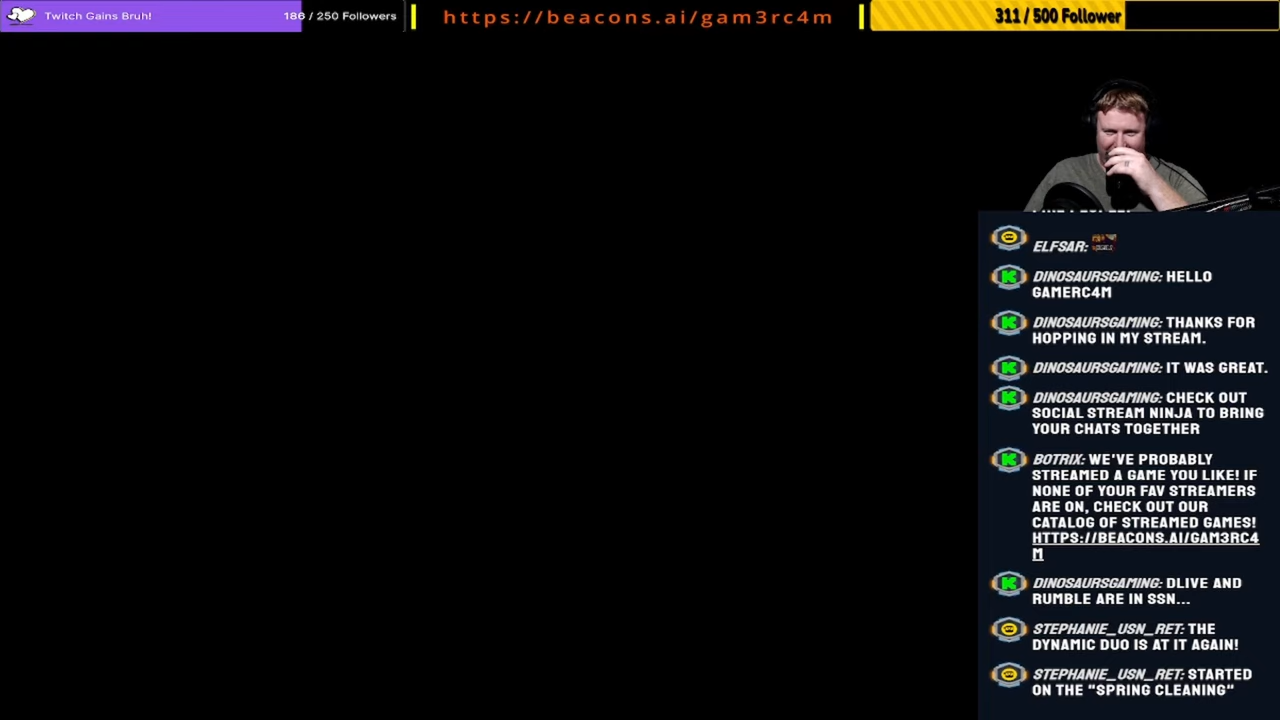 Twitch Gains Bruh!
186 / 250 Followers
https://beacons.ai/gam3rc4m
311 / 500 Follower
ELFSAR:
DINOSAURSGAMING: HELLO
GAMERC4M
DINOSAURSGAMING: THANKS FOR
HOPPING IN MY STREAM.
DINOSAURSGAMING: IT WAS GREAT.
DINOSAURSGAMING: CHECK OUT
SOCIAL STREAM NINJA TO BRING
YOUR CHATS TOGETHER
BOTRIX: WE'VE PROBABLY
STREAMED A GAME YOU LIKE! IF
NONE OF YOUR FAV STREAMERS
ARE ON, CHECK OUT OUR
CATALOG OF STREAMED GAMES!
HTTPS://BEACONS.AI/GAM3RC4
M
DINOSAURSGAMING: DLIVE AND
RUMBLE ARE IN SSN...
STEPHANIE_USN_RET: THE
DYNAMIC DUO IS AT IT AGAIN!
STEPHANIE_USN_RET: STARTED
ON THE "SPRING CLEANING"